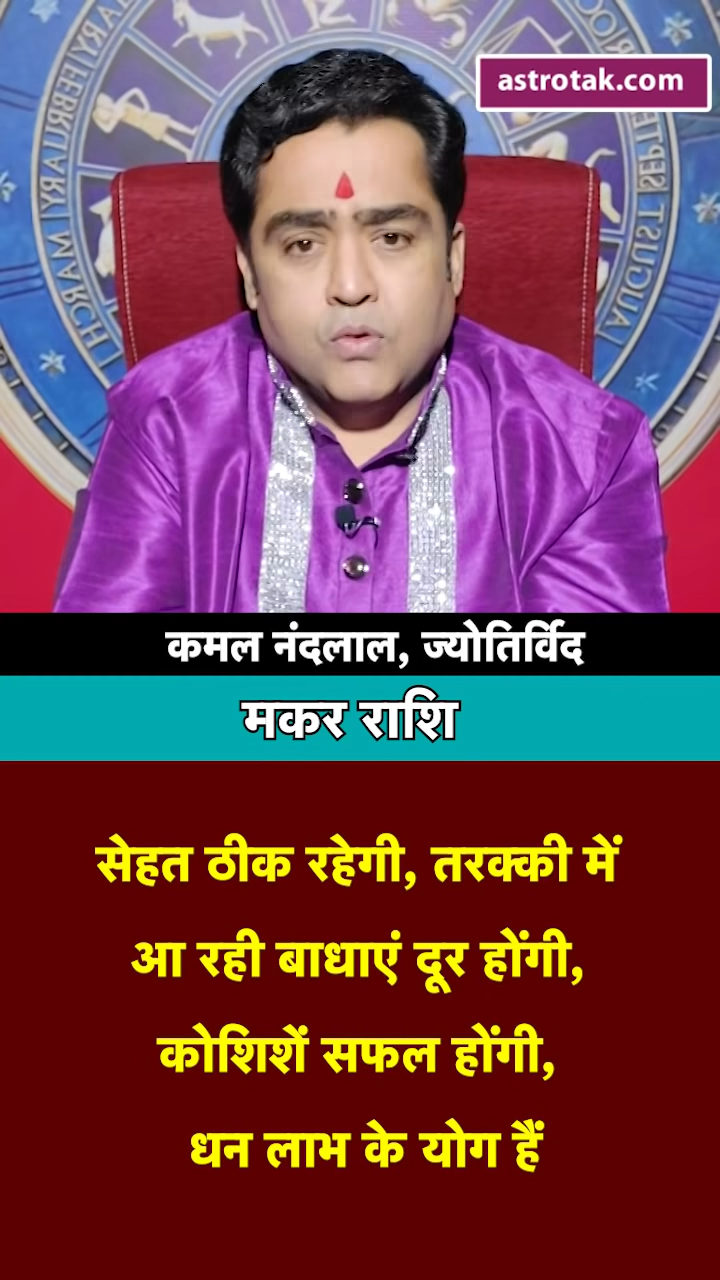 astrotak.com
कमल नंदलाल, ज्योतिर्विद
मकर राशि
सेहत ठीक रहेगी, तरक्की में
आ रही बाधाएं दूर होंगी,
कोशिशें सफल होंगी,
धन लाभ के योग हैं